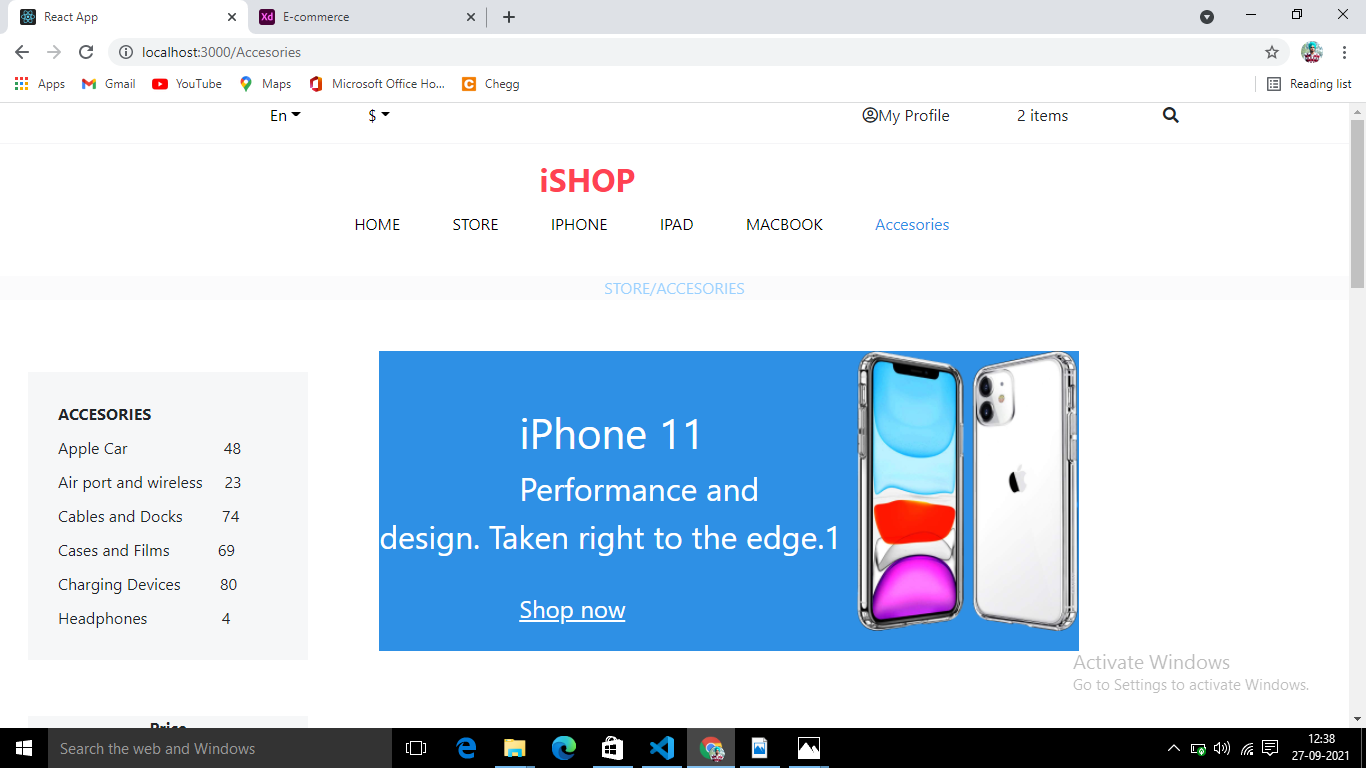 React App
Xd E-commerce
localhost:3000/Accesories
Apps Gmail YouTube Maps Microsoft Office Ho... C Chegg Reading list
En $ My Profile 2 items
iSHOP
HOME STORE IPHONE IPAD MACBOOK Accesories
STORE/ACCESORIES
ACCESORIES
Apple Car 48
Air port and wireless 23
Cables and Docks 74
Cases and Films 69
Charging Devices 80
Headphones 4
Price
iPhone 11
Performance and
design. Taken right to the edge.1
Shop now
Activate Windows
Go to Settings to activate Windows.
Search the web and Windows
12:38
27-09-2021